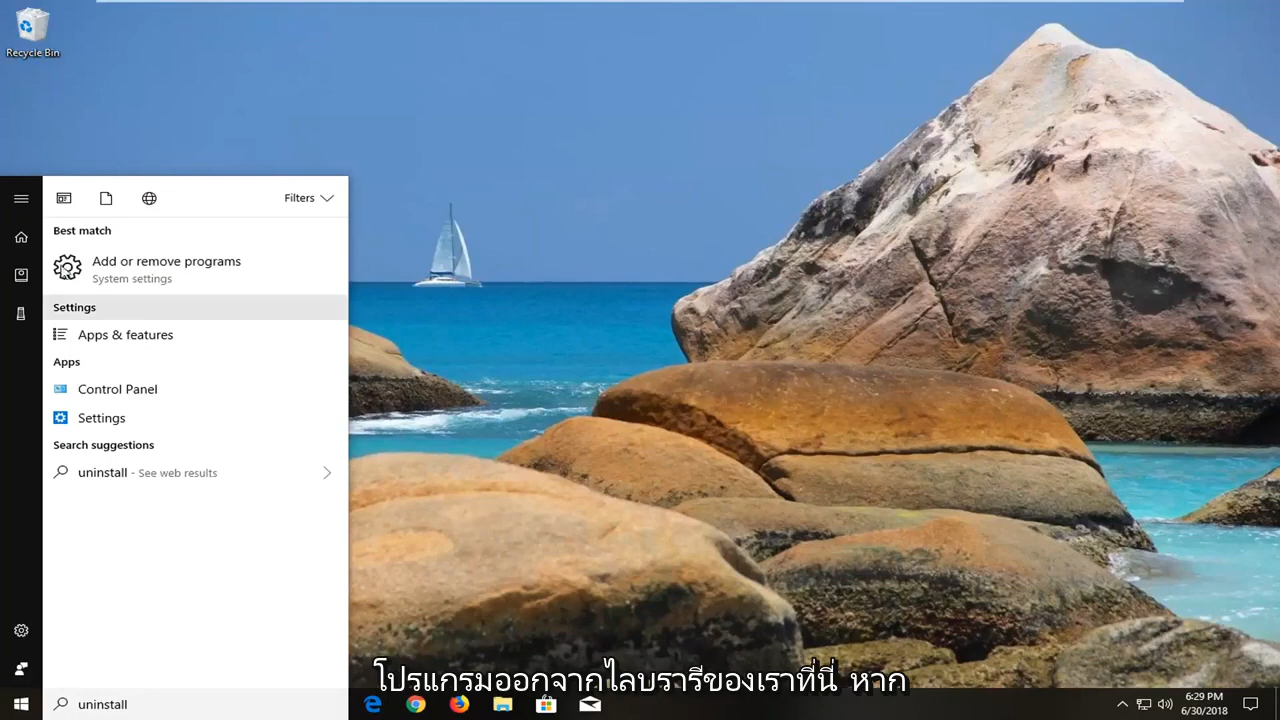 Recycle Bin
Filters
Best match
Add or remove programs
System settings
Settings
Apps & features
Apps
Control Panel
Settings
Search suggestions
uninstall - See web results
โปรแกรมออกจากไลบรารีของเราที่นี่ หาก
uninstall
6:29 PM
6/30/2018